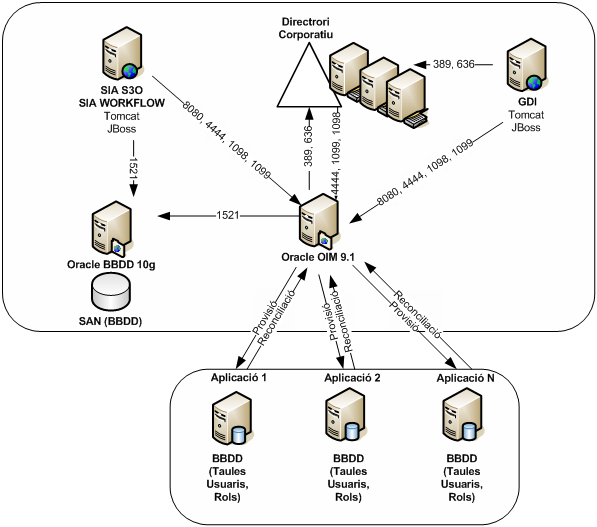 Directrori
Corporatiu
389, 636
SIA S3O
SIA WORKFLOW
Tomcat
JBoss
GDI
Tomcat
JBoss
8080, 4444, 1098, 1099
389, 636
4444, 1099, 1098
8080, 4444, 1098, 1099
1521
1521
Oracle BBDD 10g
Oracle OIM 9.1
SAN (BBDD)
Provisió
Reconciliació
Provisió
Reconciliació
Reconciliació
Provisió
Aplicació 1
Aplicació 2
Aplicació N
BBDD
(Taules
Usuaris,
Rols)
BBDD
(Taules
Usuaris,
Rols)
BBDD
(Taules
Usuaris,
Rols)